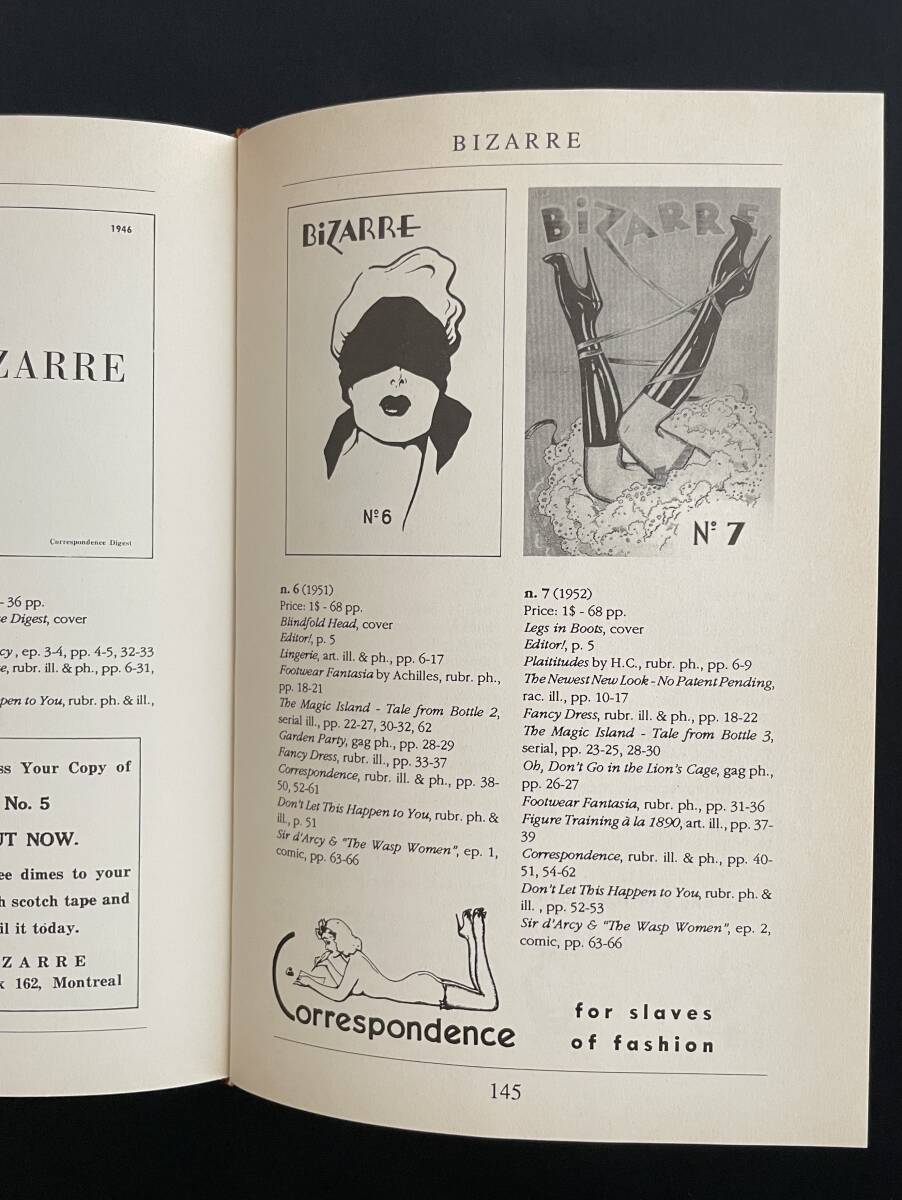 1946
ZARRE
Correspondence Digest
- 36 pp.
e Digest, cover
cy, ep. 3-4, pp. 4-5, 32-33
e, rubr. ill. & ph., pp. 6-31,
pen to You, rubr. ph. & ill.,
ss Your Copy of
No. 5
UT NOW.
ee dimes to your
h scotch tape and
il it today.
ZARRE
x 162, Montreal
BIZARRE
BiZARRE
Nº 6
BiZARRE
Nº 7
n. 6 (1951)
Price: 1$ - 68 pp.
Blindfold Head, cover
Editor!, p. 5
Lingerie, art. ill. & ph., pp. 6-17
Footwear Fantasia by Achilles, rubr. ph.,
pp. 18-21
The Magic Island - Tale from Bottle 2,
serial ill., pp. 22-27, 30-32, 62
Garden Party, gag ph., pp. 28-29
Fancy Dress, rubr. ill., pp. 33-37
Correspondence, rubr. ill. & ph., pp. 38-
50, 52-61
Don't Let This Happen to You, rubr. ph. &
ill., p. 51
Sir d'Arcy & "The Wasp Women", ep. 1,
comic, pp. 63-66
Correspondence
n. 7 (1952)
Price: 1$ - 68 pp.
Legs in Boots, cover
Editor!, p. 5
Plaititudes by H.C., rubr. ph., pp. 6-9
The Newest New Look - No Patent Pending,
rac. ill., pp. 10-17
Fancy Dress, rubr. ill. & ph., pp. 18-22
The Magic Island - Tale from Bottle 3,
serial, pp. 23-25, 28-30
Oh, Don't Go in the Lion's Cage, gag ph.,
pp. 26-27
Footwear Fantasia, rubr. ph., pp. 31-36
Figure Training à la 1890, art. ill., pp. 37-
39
Correspondence, rubr. ill. & ph., pp. 40-
51, 54-62
Don't Let This Happen to You, rubr. ph. &
ill. , pp. 52-53
Sir d'Arcy & "The Wasp Women", ep. 2,
comic, pp. 63-66
for slaves
of fashion
145